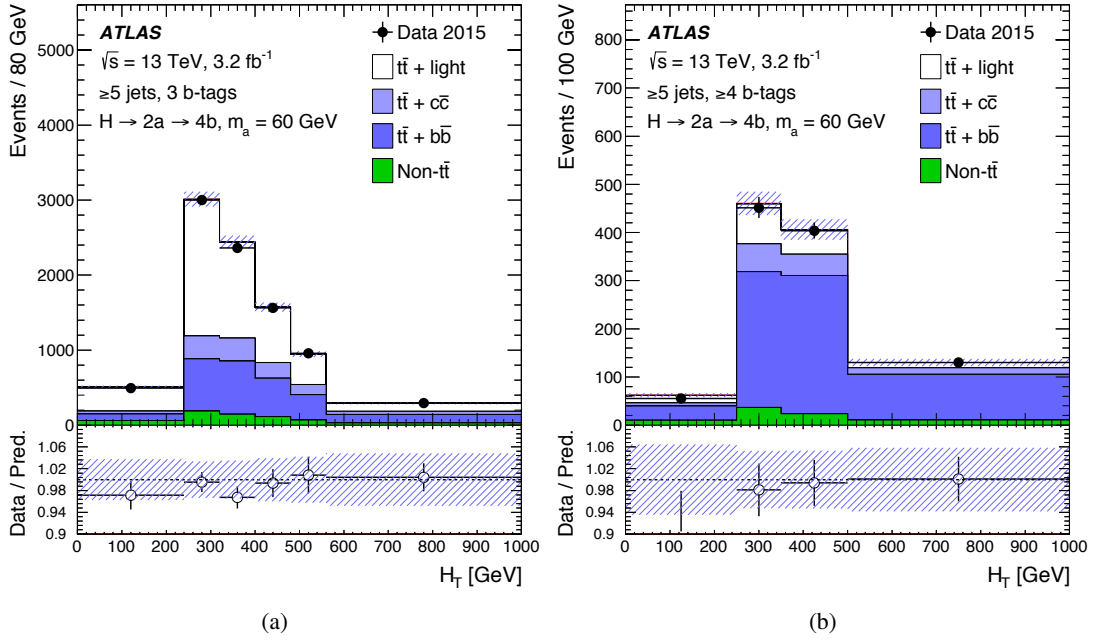 Events / 80 GeV
5000
4000
3000
2000
1000
0
ATLAS
√s = 13 TeV, 3.2 fb⁻¹
≥5 jets, 3 b-tags
H → 2a → 4b, mₐ = 60 GeV
Data 2015
tt̄ + light
tt̄ + cc̄
tt̄ + bb̄
Non-tt̄
Data / Pred.
1.06
1.02
0.98
0.94
0.9
0 100 200 300 400 500 600 700 800 900 1000
H_T [GeV]
(a)
Events / 100 GeV
800
700
600
500
400
300
200
100
0
ATLAS
√s = 13 TeV, 3.2 fb⁻¹
≥5 jets, ≥4 b-tags
H → 2a → 4b, mₐ = 60 GeV
Data 2015
tt̄ + light
tt̄ + cc̄
tt̄ + bb̄
Non-tt̄
Data / Pred.
1.06
1.02
0.98
0.94
0.9
0 100 200 300 400 500 600 700 800 900 1000
H_T [GeV]
(b)